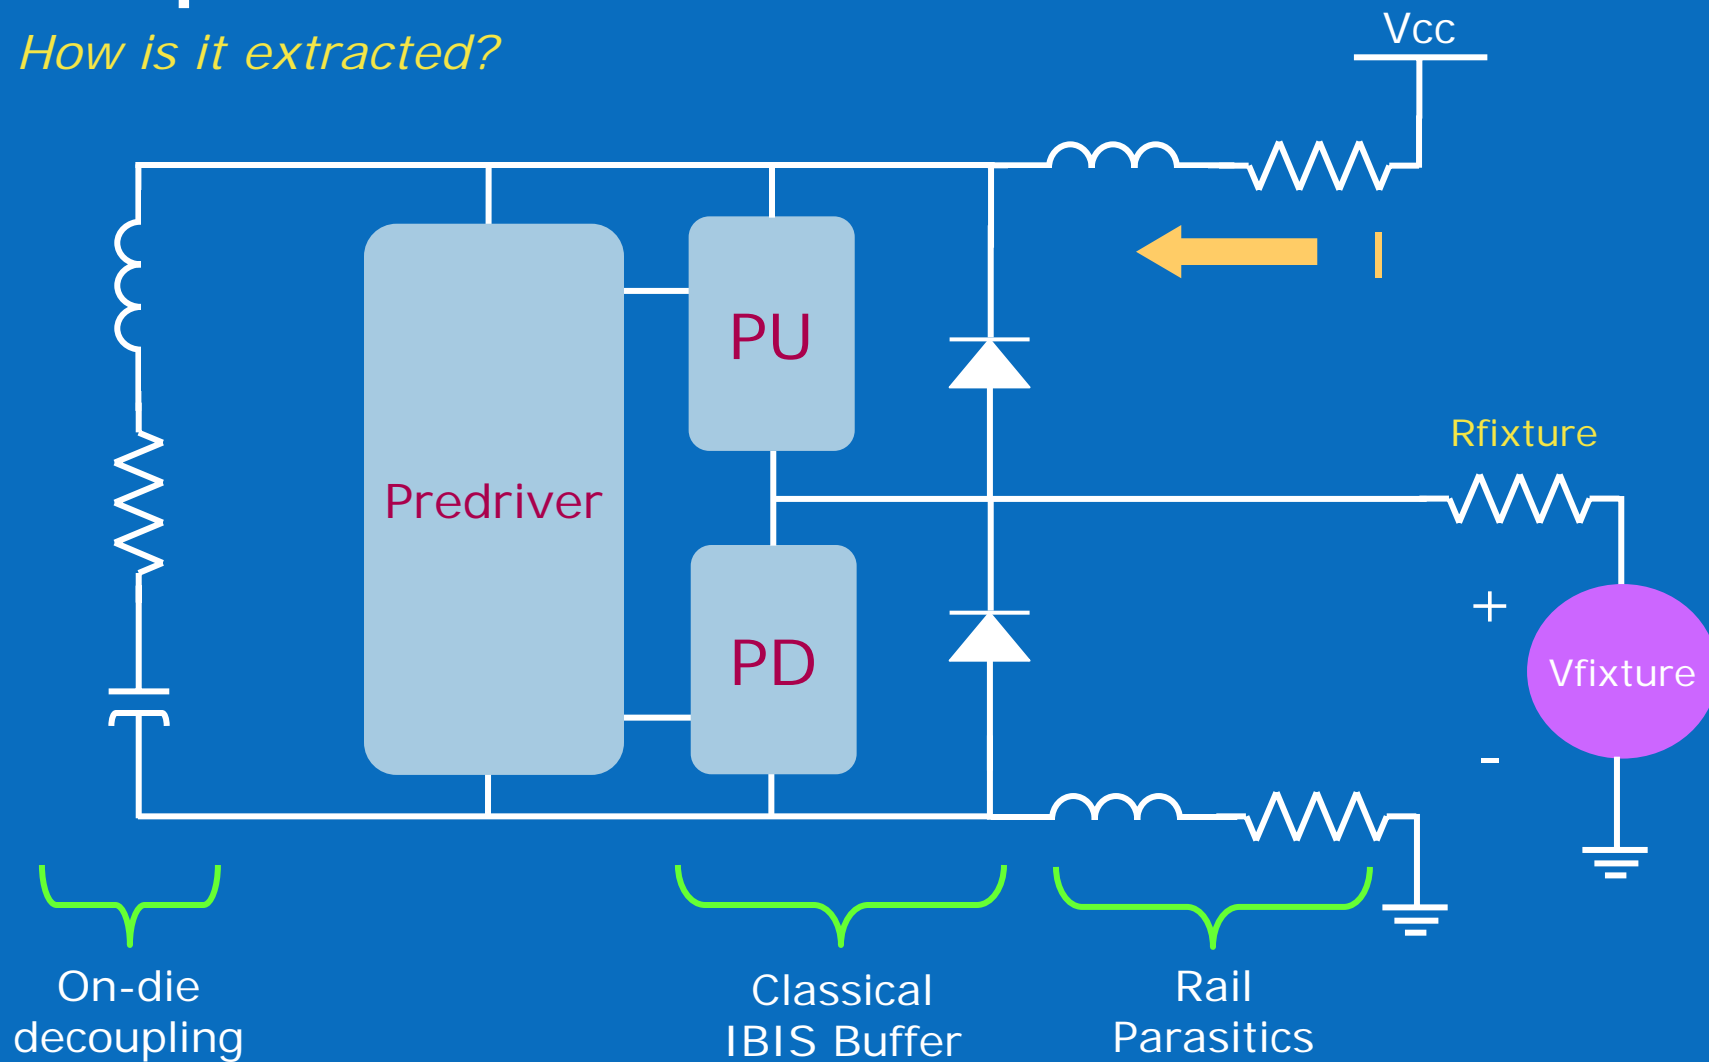 How is it extracted?
Vcc
I
PU
Rfixture
Predriver
+
PD
Vfixture
-
On-die
decoupling
Classical
IBIS Buffer
Rail
Parasitics